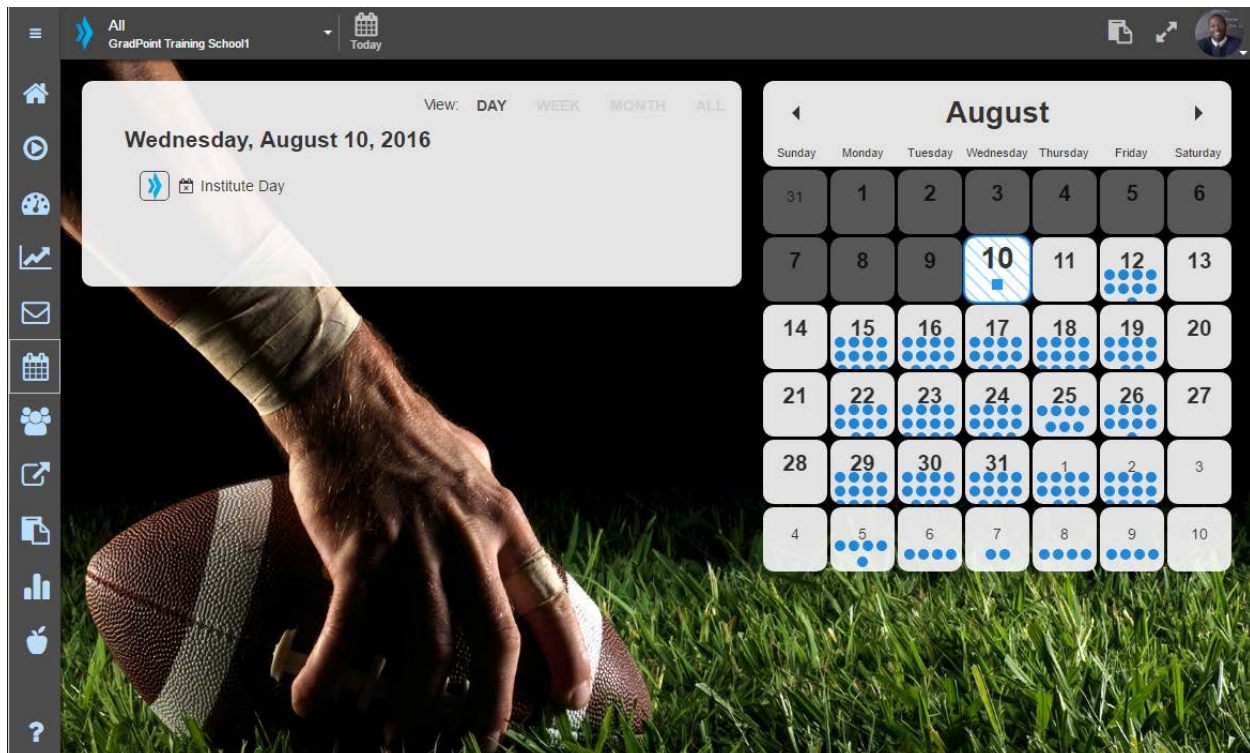 All
GradPoint Training School1
Today
View: DAY WEEK MONTH ALL
Wednesday, August 10, 2016
Institute Day
August
Sunday Monday Tuesday Wednesday Thursday Friday Saturday
31 1 2 3 4 5 6
7 8 9 10 11 12 13
14 15 16 17 18 19 20
21 22 23 24 25 26 27
28 29 30 31 1 2 3
4 5 6 7 8 9 10
?